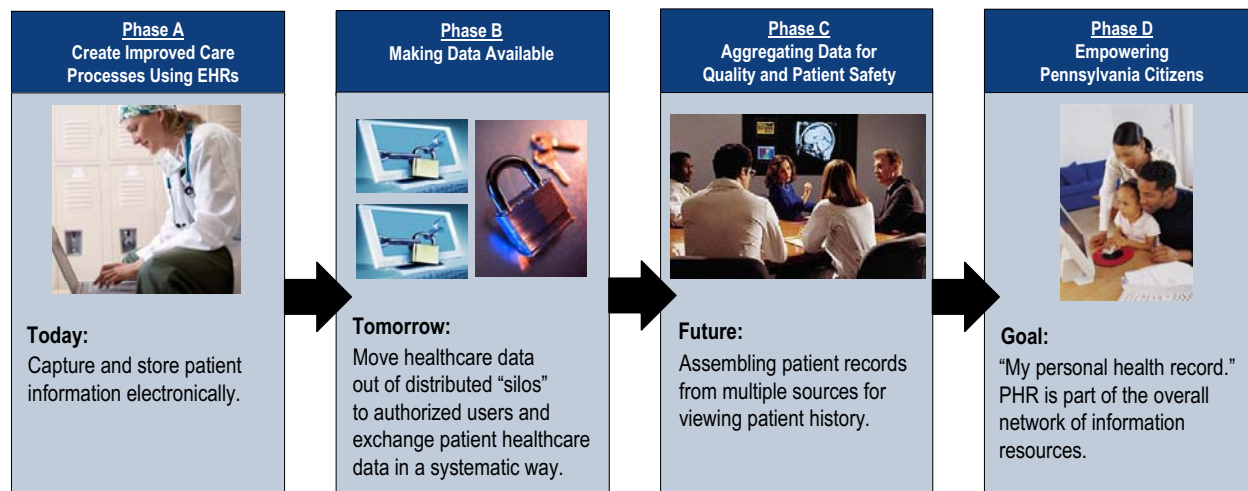 Phase A
Create Improved Care
Processes Using EHRs
Today:
Capture and store patient
information electronically.
Phase B
Making Data Available
Tomorrow:
Move healthcare data
out of distributed “silos”
to authorized users and
exchange patient healthcare
data in a systematic way.
Phase C
Aggregating Data for
Quality and Patient Safety
Future:
Assembling patient records
from multiple sources for
viewing patient history.
Phase D
Empowering
Pennsylvania Citizens
Goal:
“My personal health record.”
PHR is part of the overall
network of information
resources.